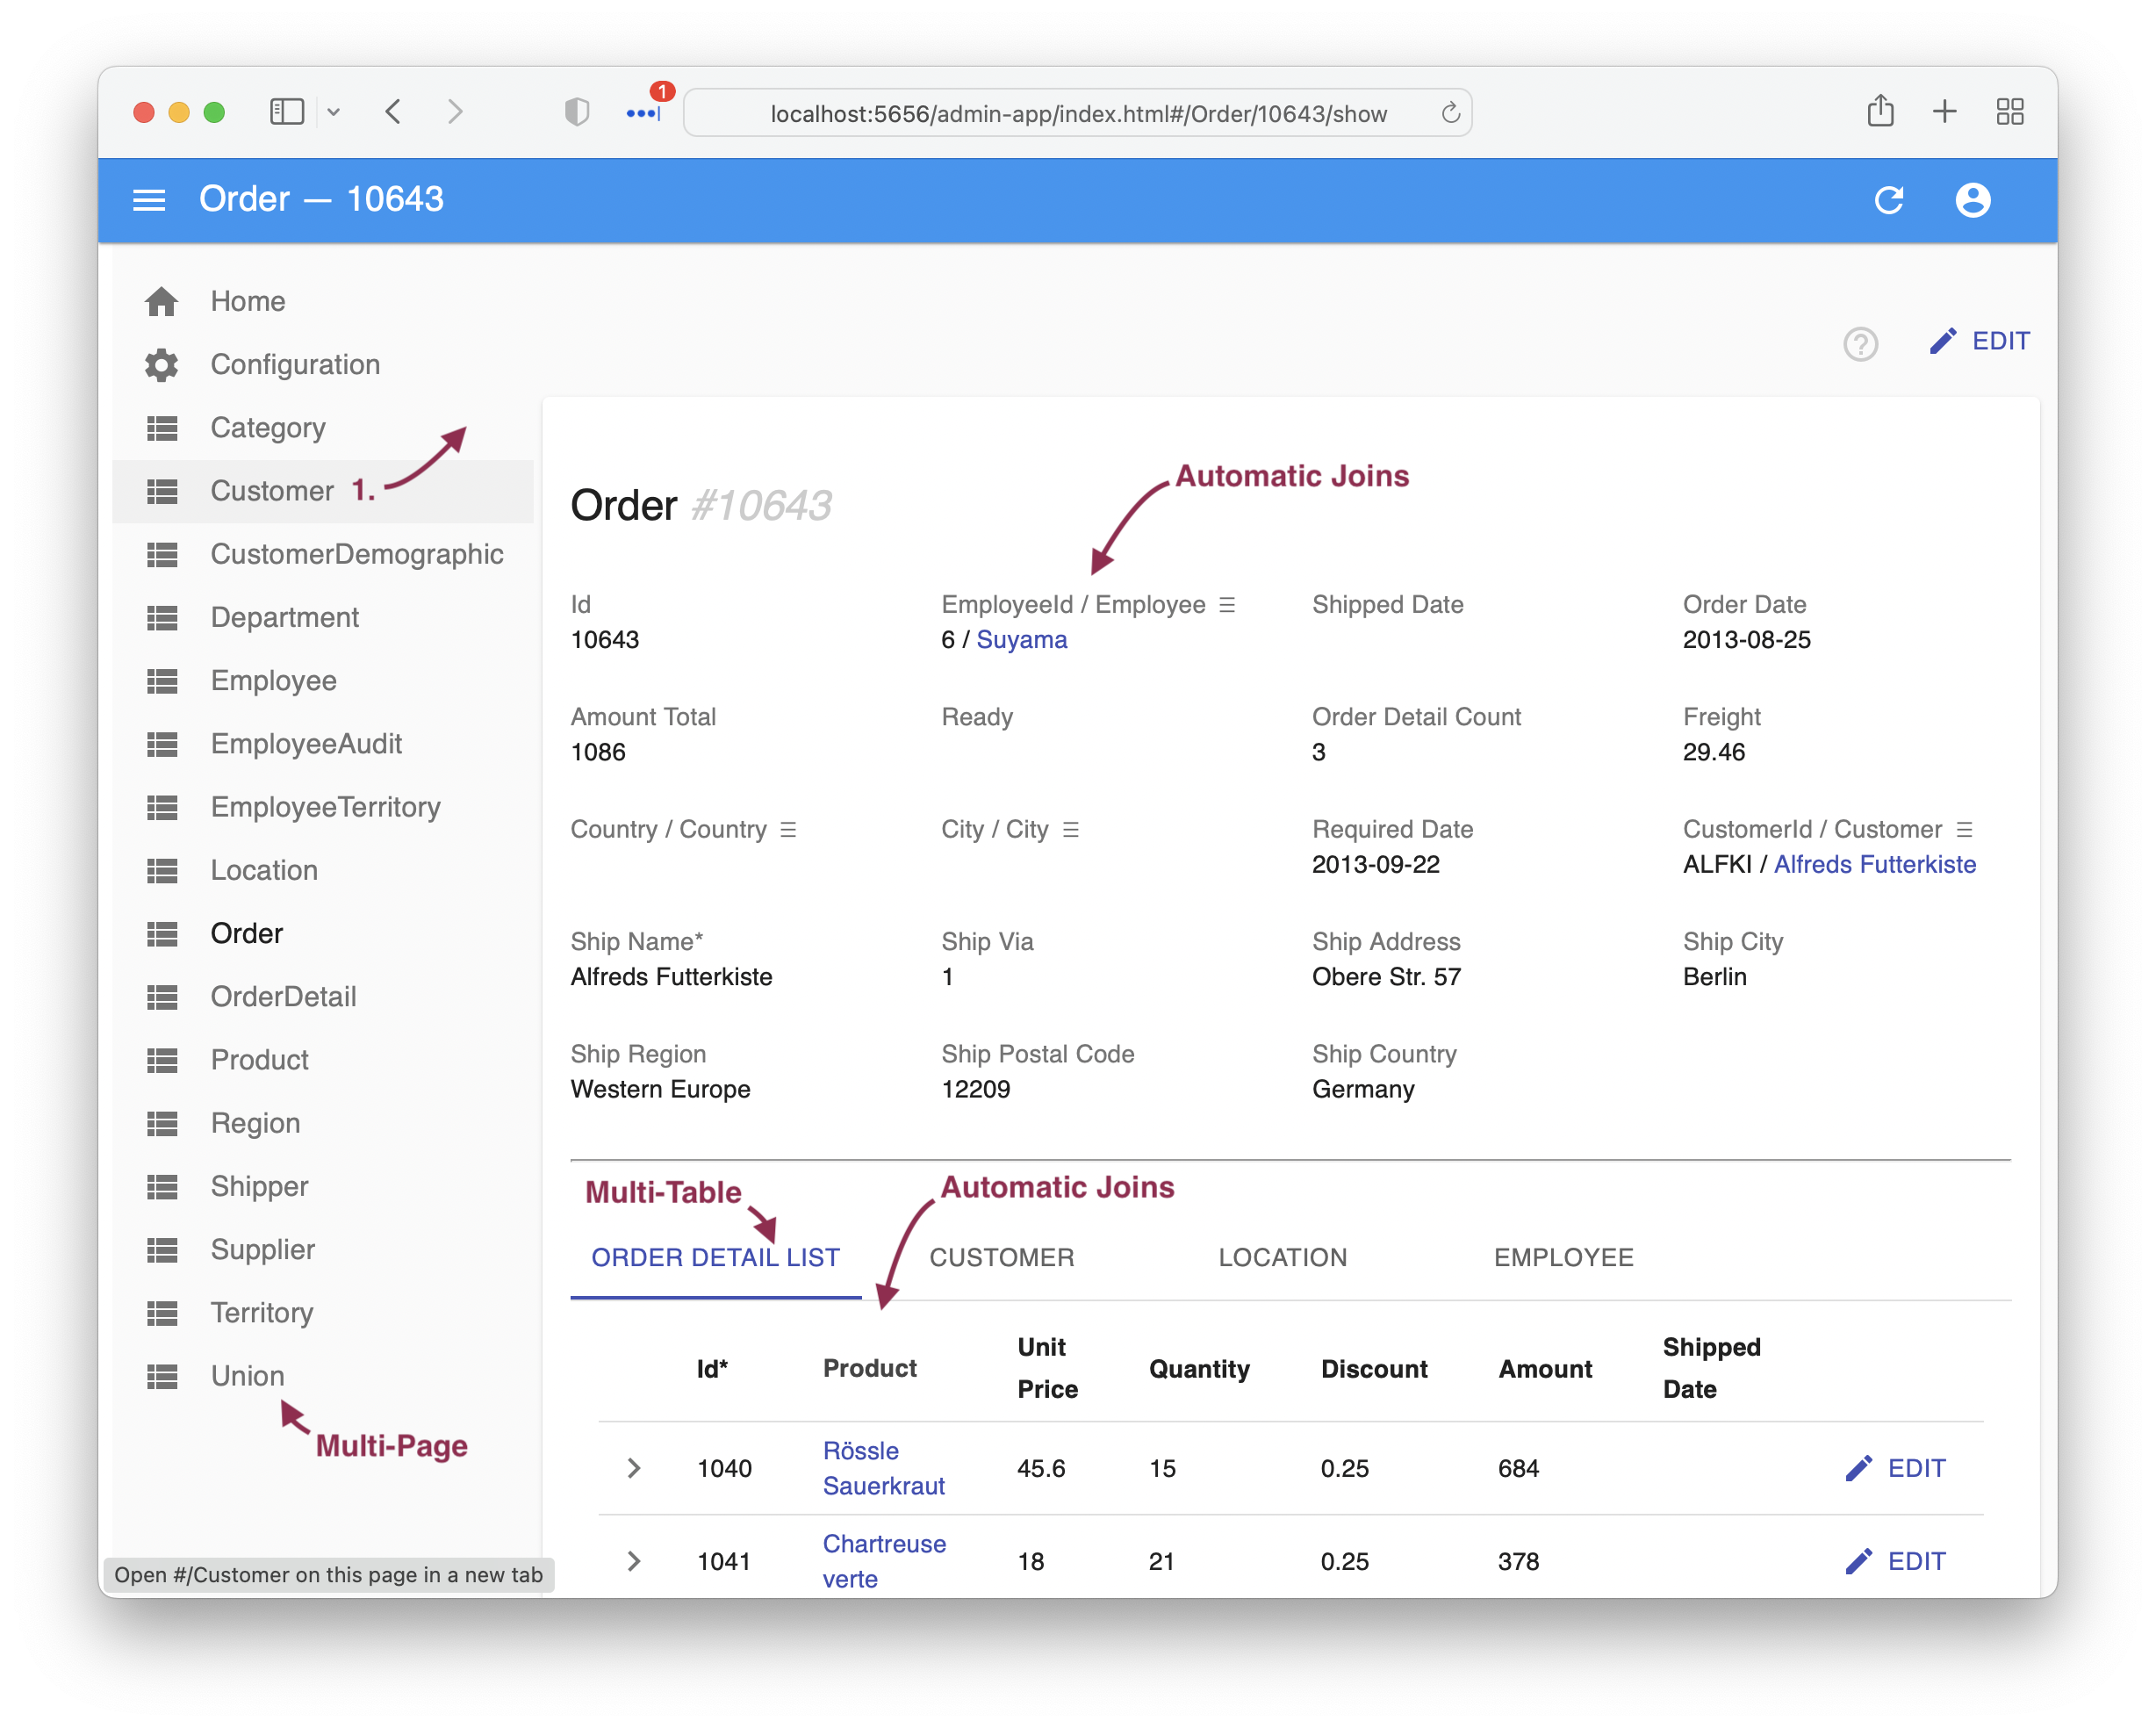 1
localhost:5656/admin-app/index.html#/Order/10643/show
Order — 10643
Home
Configuration
Category
Customer 1.
CustomerDemographic
Department
Employee
EmployeeAudit
EmployeeTerritory
Location
Order
OrderDetail
Product
Region
Shipper
Supplier
Territory
Union
Multi-Page
Open #/Customer on this page in a new tab
? EDIT
Automatic Joins
Order #10643
Id EmployeeId / Employee Shipped Date Order Date
10643 6 / Suyama 2013-08-25
Amount Total Ready Order Detail Count Freight
1086 3 29.46
Country / Country City / City Required Date CustomerId / Customer
2013-09-22 ALFKI / Alfreds Futterkiste
Ship Name* Ship Via Ship Address Ship City
Alfreds Futterkiste 1 Obere Str. 57 Berlin
Ship Region Ship Postal Code Ship Country
Western Europe 12209 Germany
Multi-Table Automatic Joins
ORDER DETAIL LIST CUSTOMER LOCATION EMPLOYEE
Id* Product Unit Price Quantity Discount Amount Shipped Date
1040 Rössle Sauerkraut 45.6 15 0.25 684 EDIT
1041 Chartreuse verte 18 21 0.25 378 EDIT